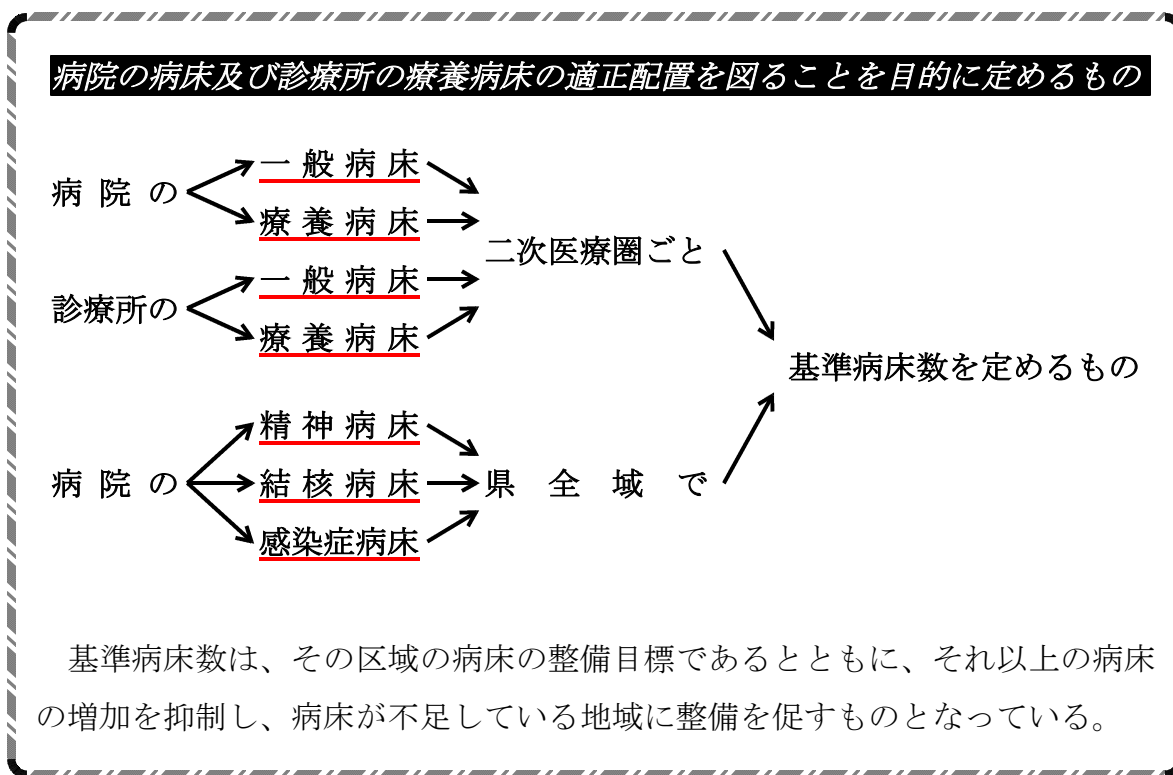 病院の病床及び診療所の療養病床の適正配置を図ることを目的に定めるもの
病院の
一般病床
療養病床
二次医療圏ごと
診療所の
一般病床
療養病床
基準病床数を定めるもの
病院の
精神病床
結核病床
感染症病床
県全域で
基準病床数は、その区域の病床の整備目標であるとともに、それ以上の病床
の増加を抑制し、病床が不足している地域に整備を促すものとなっている。